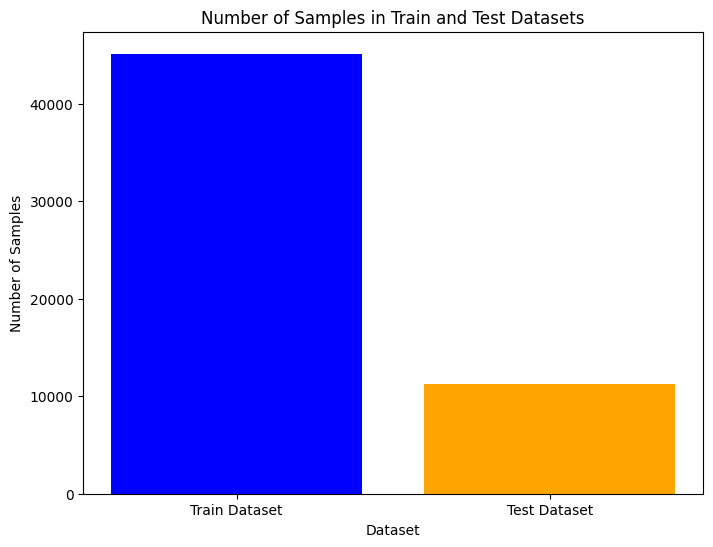 Number of Samples in Train and Test Datasets
Number of Samples
40000
30000
20000
10000
0
Train Dataset
Test Dataset
Dataset